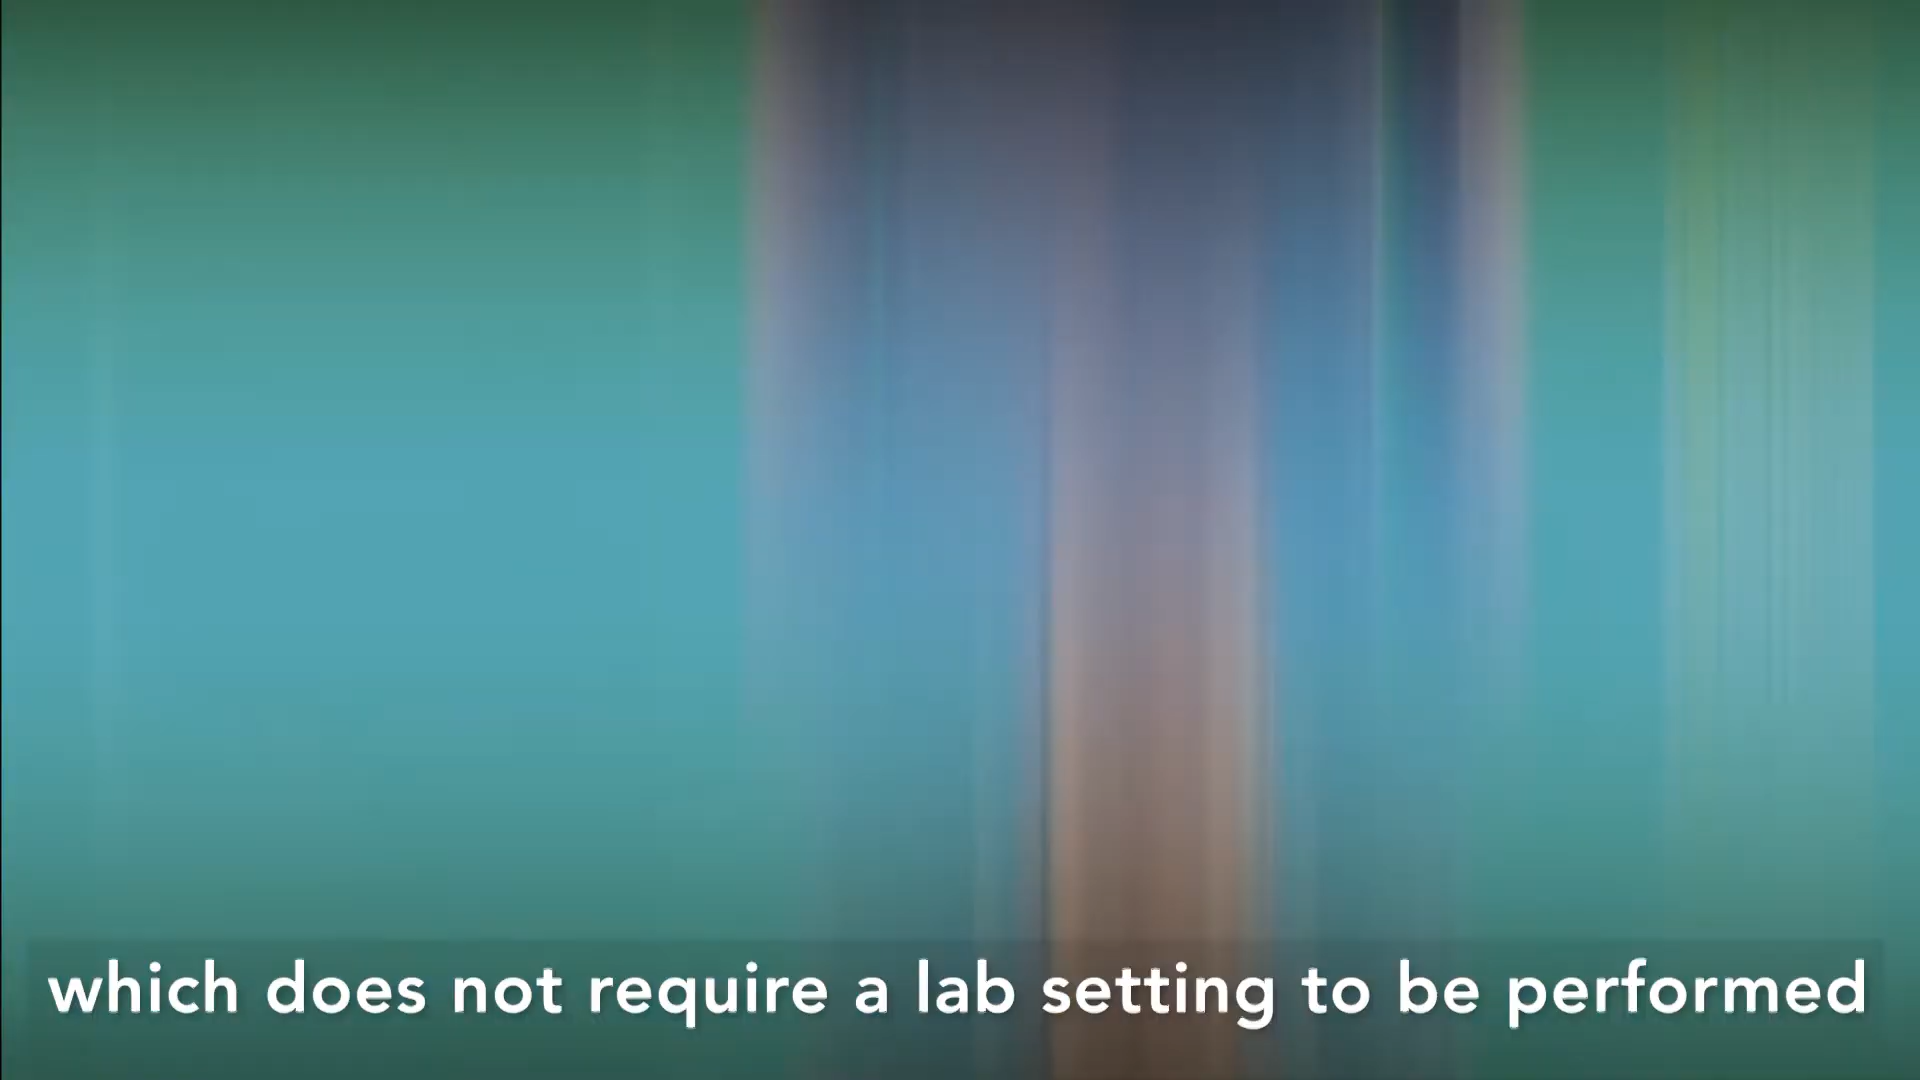 which does not require a lab setting to be performed